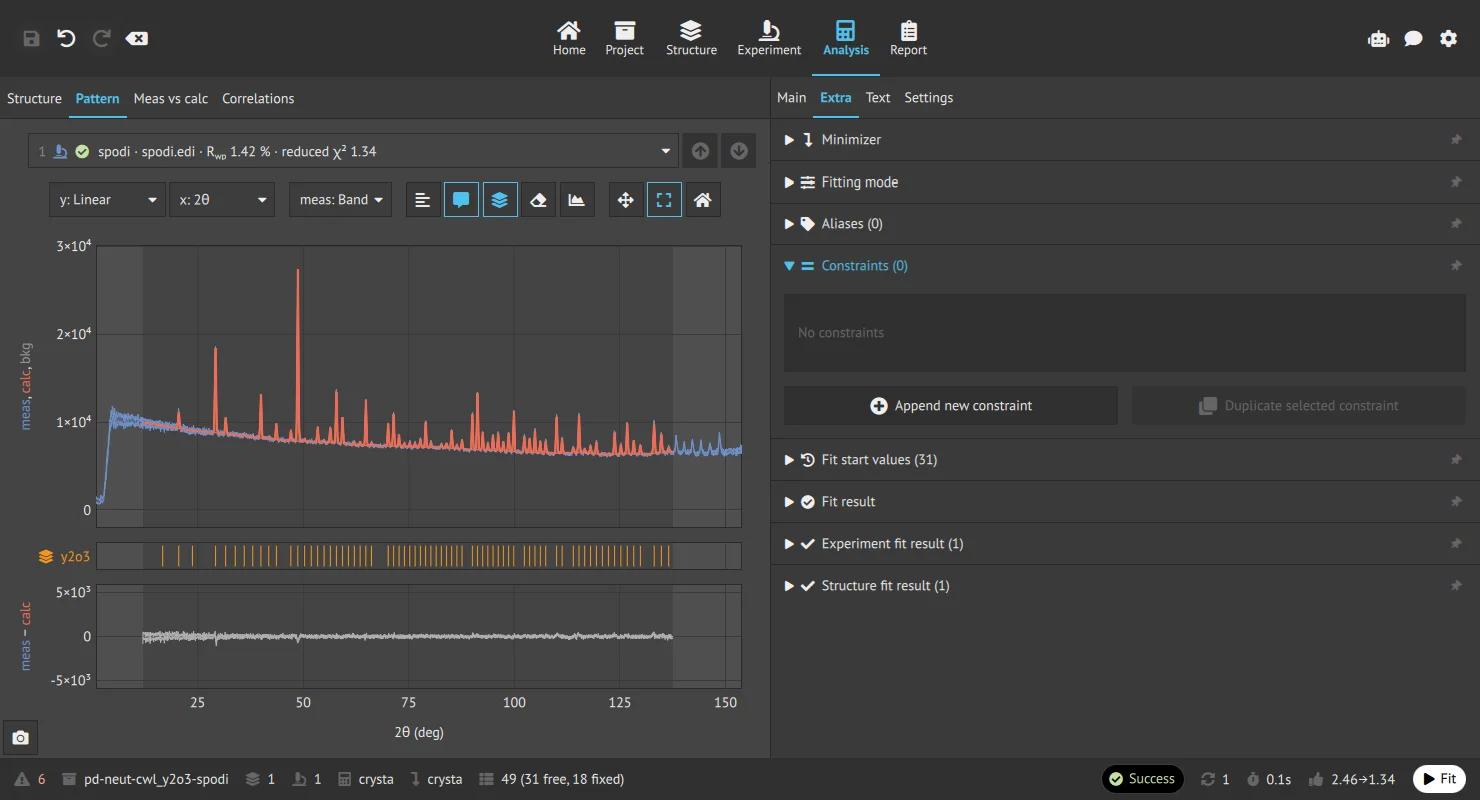 Home
Project
Structure
Experiment
Analysis
Report
Structure
Pattern
Meas vs calc
Correlations
1 spodi · spodi.edi · Rwp 1.42 % · reduced χ² 1.34
y: Linear
x: 2θ
meas: Band
meas, calc, bkg
3×10⁴
2×10⁴
1×10⁴
0
y2o3
meas − calc
5×10³
0
-5×10³
25
50
75
100
125
150
2θ (deg)
Main
Extra
Text
Settings
Minimizer
Fitting mode
Aliases (0)
Constraints (0)
No constraints
Append new constraint
Duplicate selected constraint
Fit start values (31)
Fit result
Experiment fit result (1)
Structure fit result (1)
6
pd-neut-cwl_y2o3-spodi
1
1
crysta
crysta
49 (31 free, 18 fixed)
Success
1
0.1s
2.46→1.34
Fit